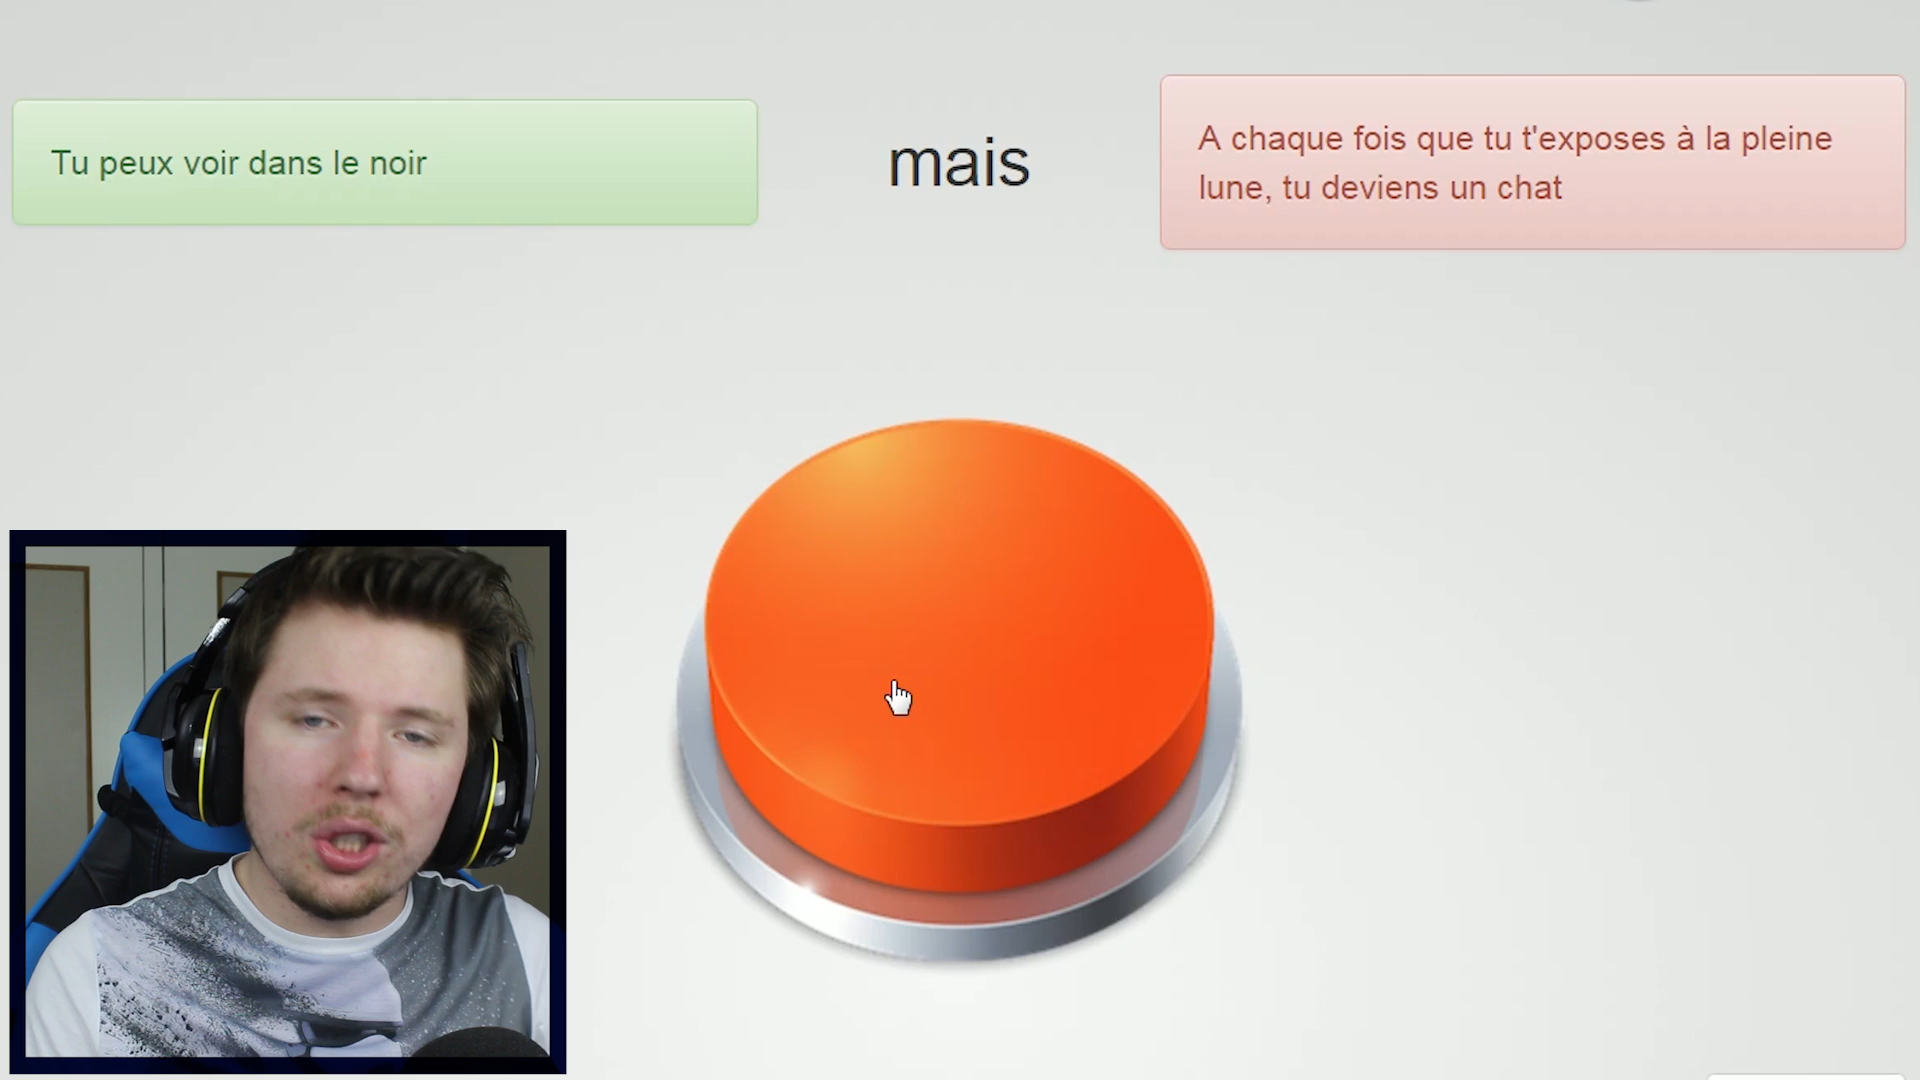 Tu peux voir dans le noir
mais
A chaque fois que tu t'exposes à la pleine
lune, tu deviens un chat